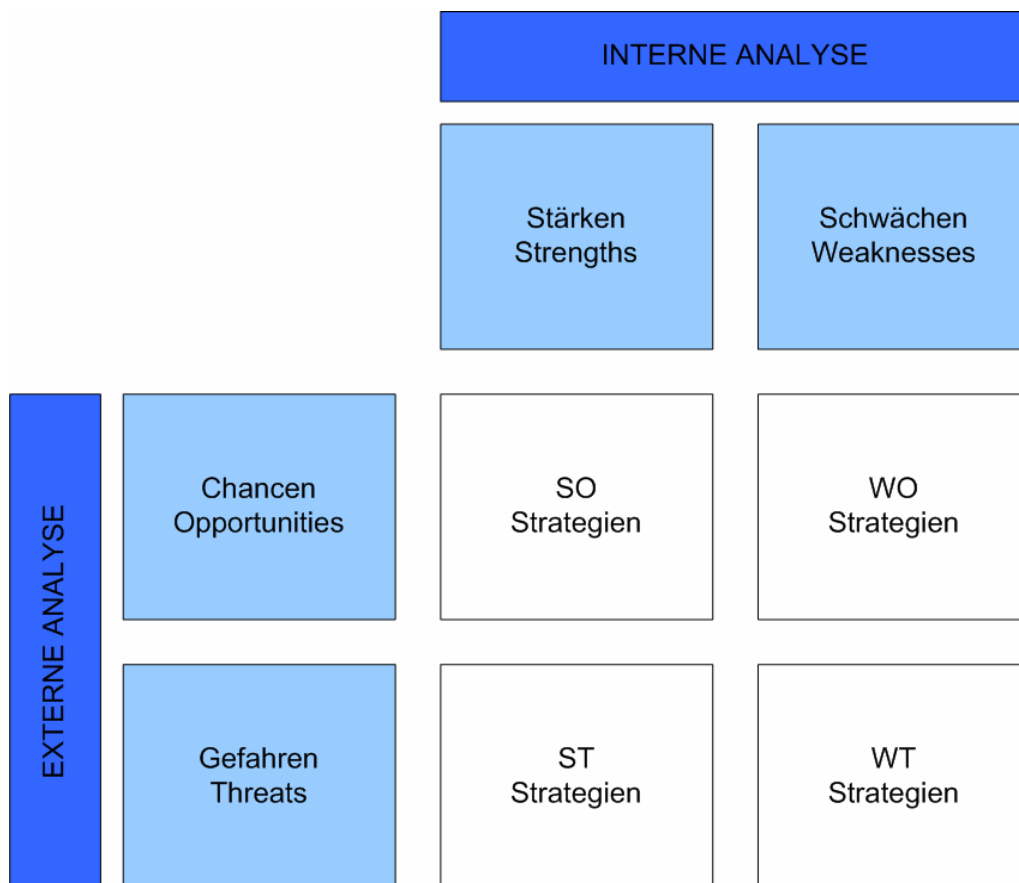 INTERNE ANALYSE
Stärken
Strengths
Schwächen
Weaknesses
EXTERNE ANALYSE
Chancen
Opportunities
SO
Strategien
WO
Strategien
Gefahren
Threats
ST
Strategien
WT
Strategien